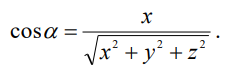 cos α = x / √(x² + y² + z²) .